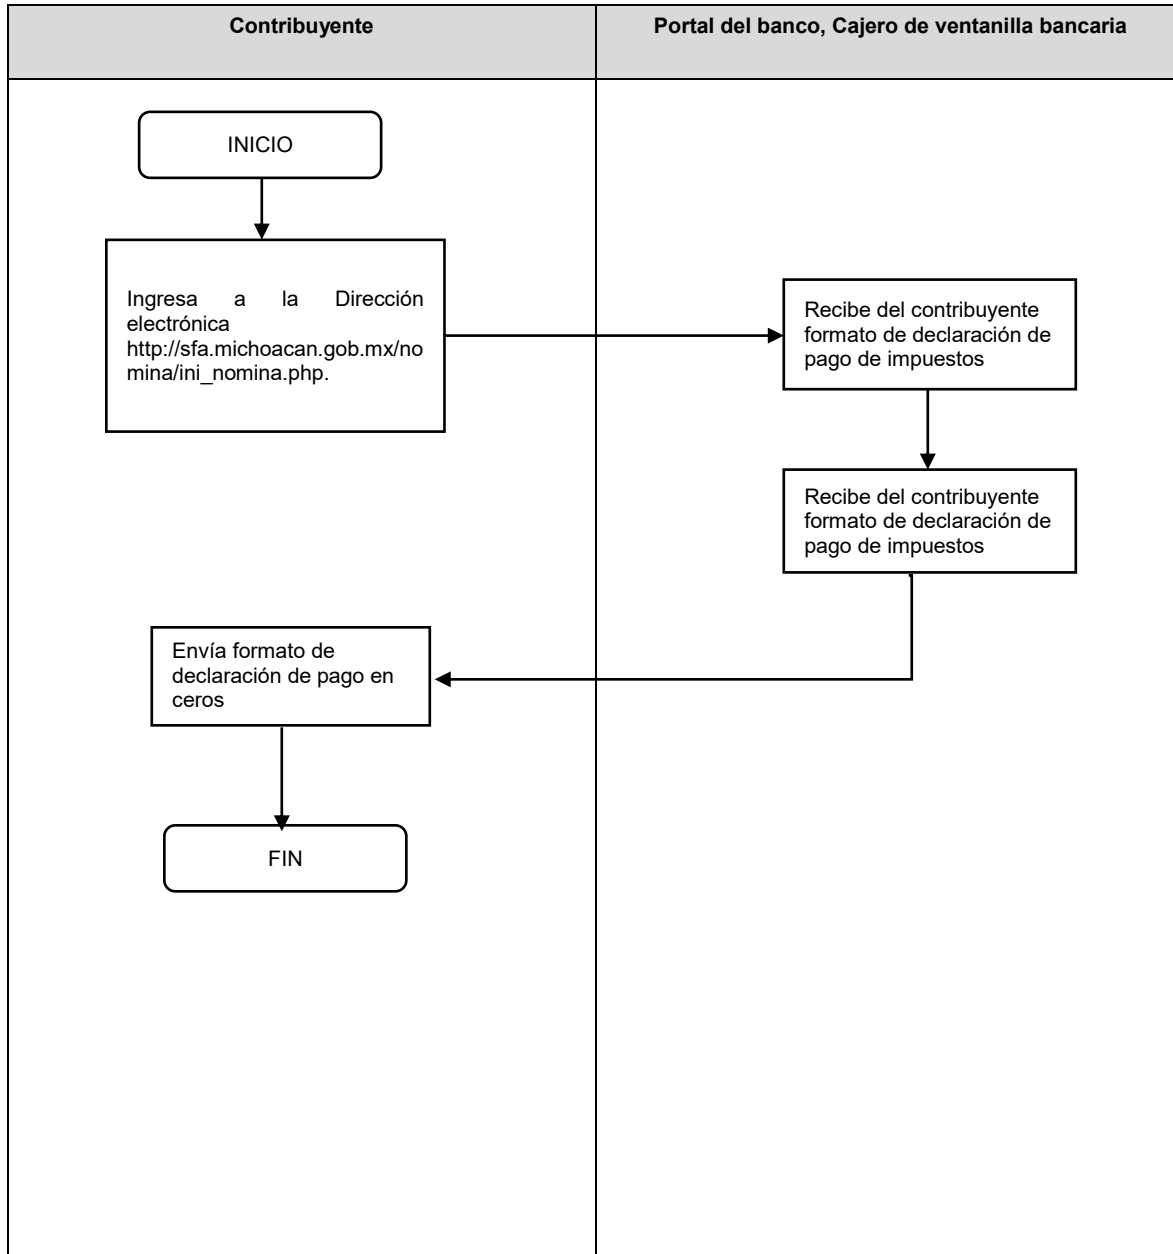 Contribuyente
Portal del banco, Cajero de ventanilla bancaria
INICIO
Ingresa a la Dirección
electrónica
http://sfa.michoacan.gob.mx/no
mina/ini_nomina.php.
Recibe del contribuyente
formato de declaración de
pago de impuestos
Recibe del contribuyente
formato de declaración de
pago de impuestos
Envía formato de
declaración de pago en
ceros
FIN